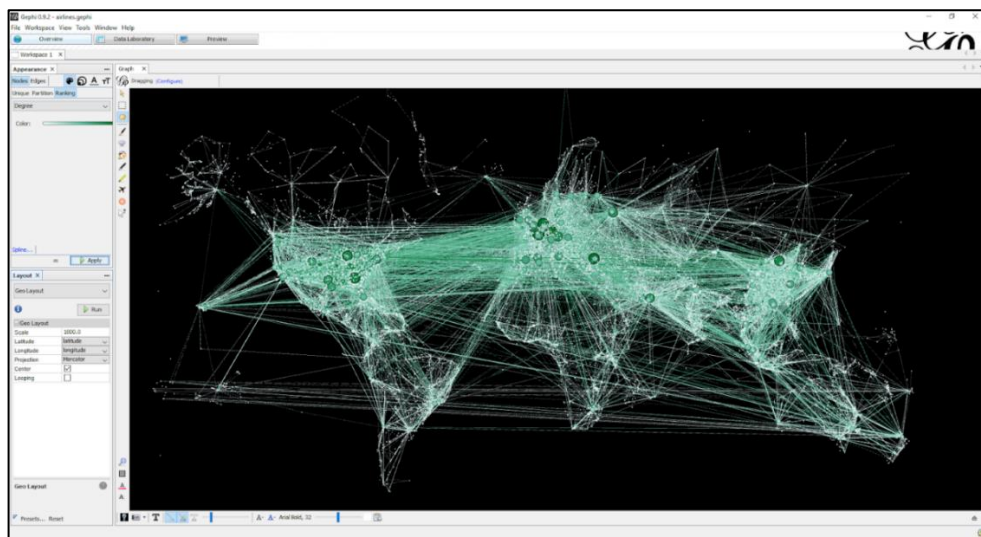 Gephi 0.9.2 - airlines.gephi
File Workspace View Tools Window Help
Overview
Data Laboratory
Preview
Workspace 1
Appearance
Nodes Edges
Unique Partition Ranking
Degree
Color:
Spline...
Apply
Layout
Geo Layout
Run
Geo Layout
Scale 1000.0
Latitude latitude
Longitude longitude
Projection Mercator
Center
Looping
Geo Layout
Presets... Reset
Graph
Dragging (Configure)
Arial Bold, 32